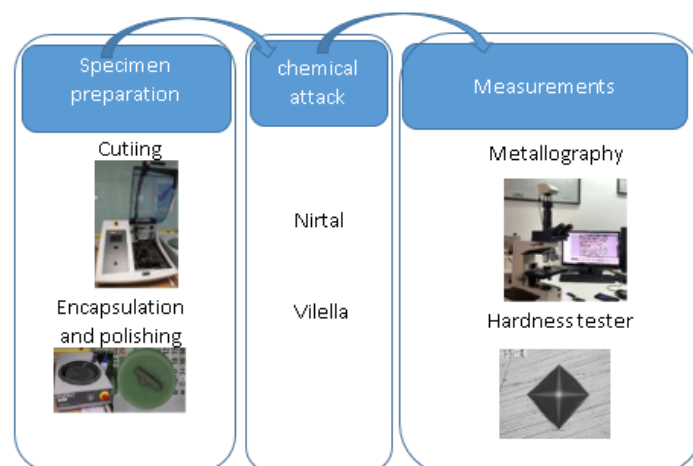 Specimen
preparation
chemical
attack
Measurements
Cutiing
Encapsulation
and polishing
Nirtal
Vilella
Metallography
Hardness tester